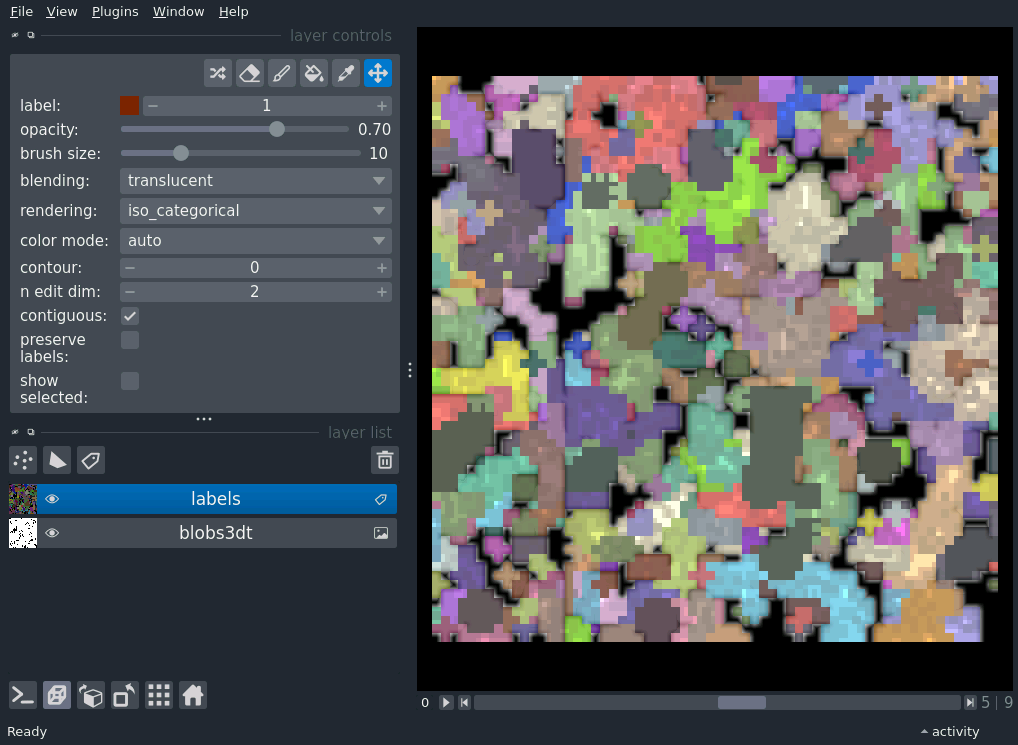 File View Plugins Window Help
layer controls
label: 1
opacity: 0.70
brush size: 10
blending: translucent
rendering: iso_categorical
color mode: auto
contour: 0
n edit dim: 2
contiguous:
preserve
labels:
show
selected:
layer list
labels
blobs3dt
0 5 | 9
Ready activity